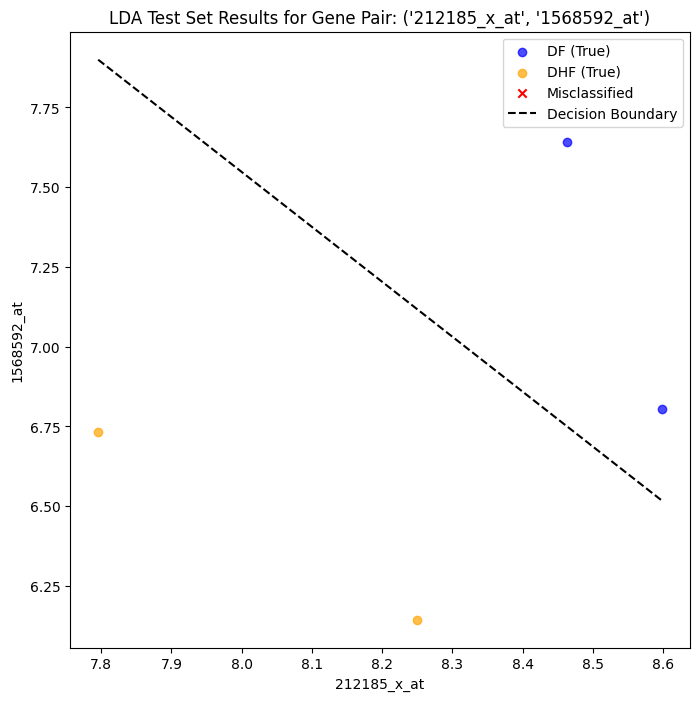 LDA Test Set Results for Gene Pair: ('212185_x_at', '1568592_at')
DF (True)
DHF (True)
Misclassified
Decision Boundary
7.75
7.50
7.25
7.00
6.75
6.50
6.25
1568592_at
7.8 7.9 8.0 8.1 8.2 8.3 8.4 8.5 8.6
212185_x_at